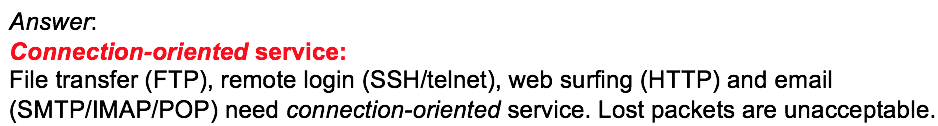 Answer:
Connection-oriented service:
File transfer (FTP), remote login (SSH/telnet), web surfing (HTTP) and email
(SMTP/IMAP/POP) need connection-oriented service. Lost packets are unacceptable.